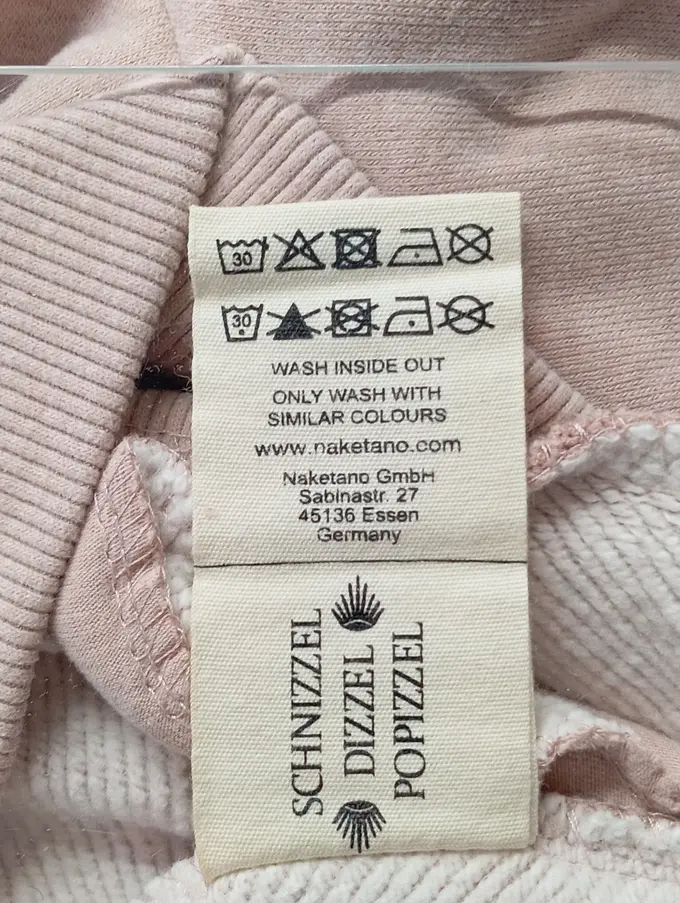 30
30
WASH INSIDE OUT
ONLY WASH WITH
SIMILAR COLOURS
www.naketano.com
Naketano GmbH
Sabinastr. 27
45136 Essen
Germany
SCHNIZZEL
DIZZEL
POPIZZEL